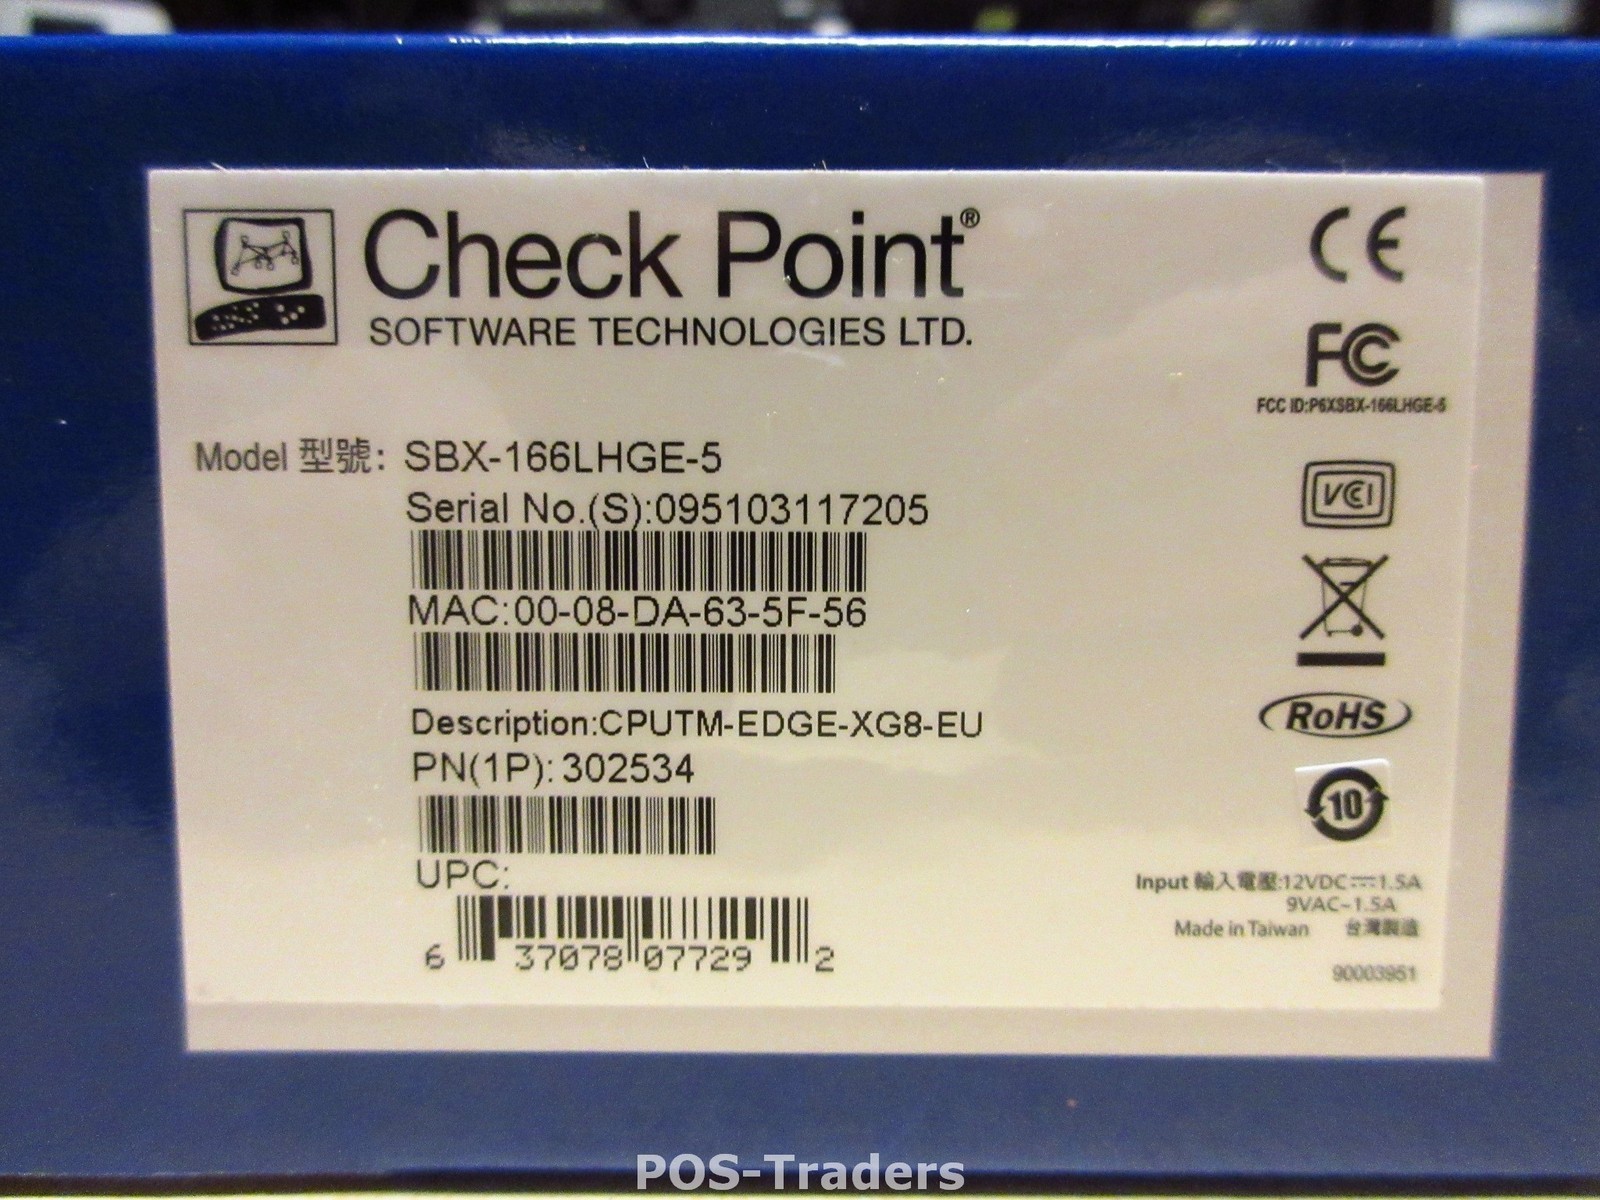 Check Point®
SOFTWARE TECHNOLOGIES LTD.
CE
FC
FCC ID:P6XSBX-166LHGE-5
Model 型號: SBX-166LHGE-5
Serial No.(S):095103117205
VCCI
MAC:00-08-DA-63-5F-56
Description:CPUTM-EDGE-XG8-EU
RoHS
PN(1P):302534
10
UPC:
6 37078 07729 2
Input 輸入電壓:12VDC⎓1.5A
9VAC~1.5A
Made in Taiwan 台灣製造
90003951
POS-Traders